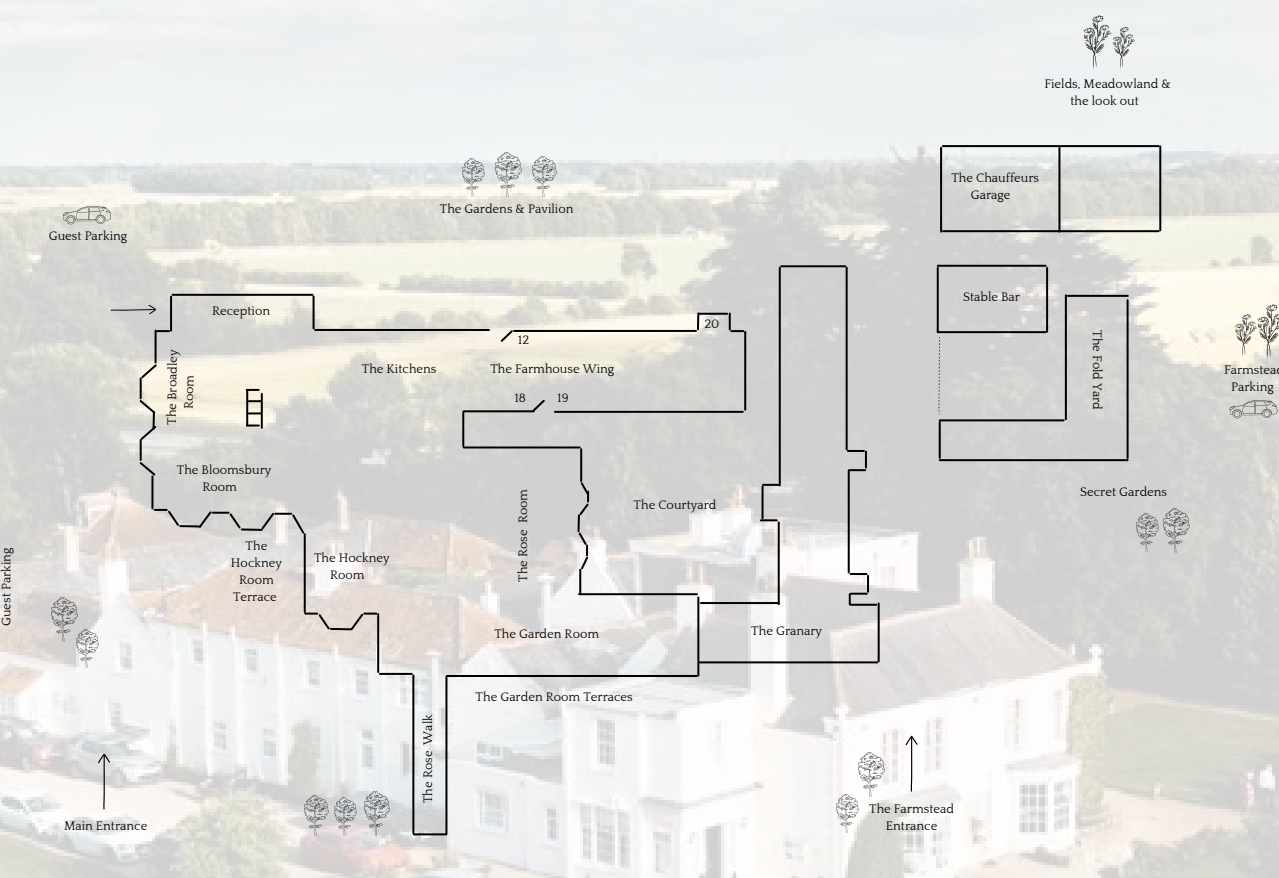 Fields, Meadowland &
the look out
The Chauffeurs
Garage
The Gardens & Pavilion
Guest Parking
Reception
Stable Bar
20
12
The Broadley
Room
The Kitchens
The Farmhouse Wing
The Fold Yard
Farmstead
Parking
18
19
The Bloomsbury
Room
The Rose Room
The Courtyard
Secret Gardens
The
Hockney
Room
Terrace
The Hockney
Room
Guest Parking
The Garden Room
The Granary
The Garden Room Terraces
The Rose Walk
Main Entrance
The Farmstead
Entrance